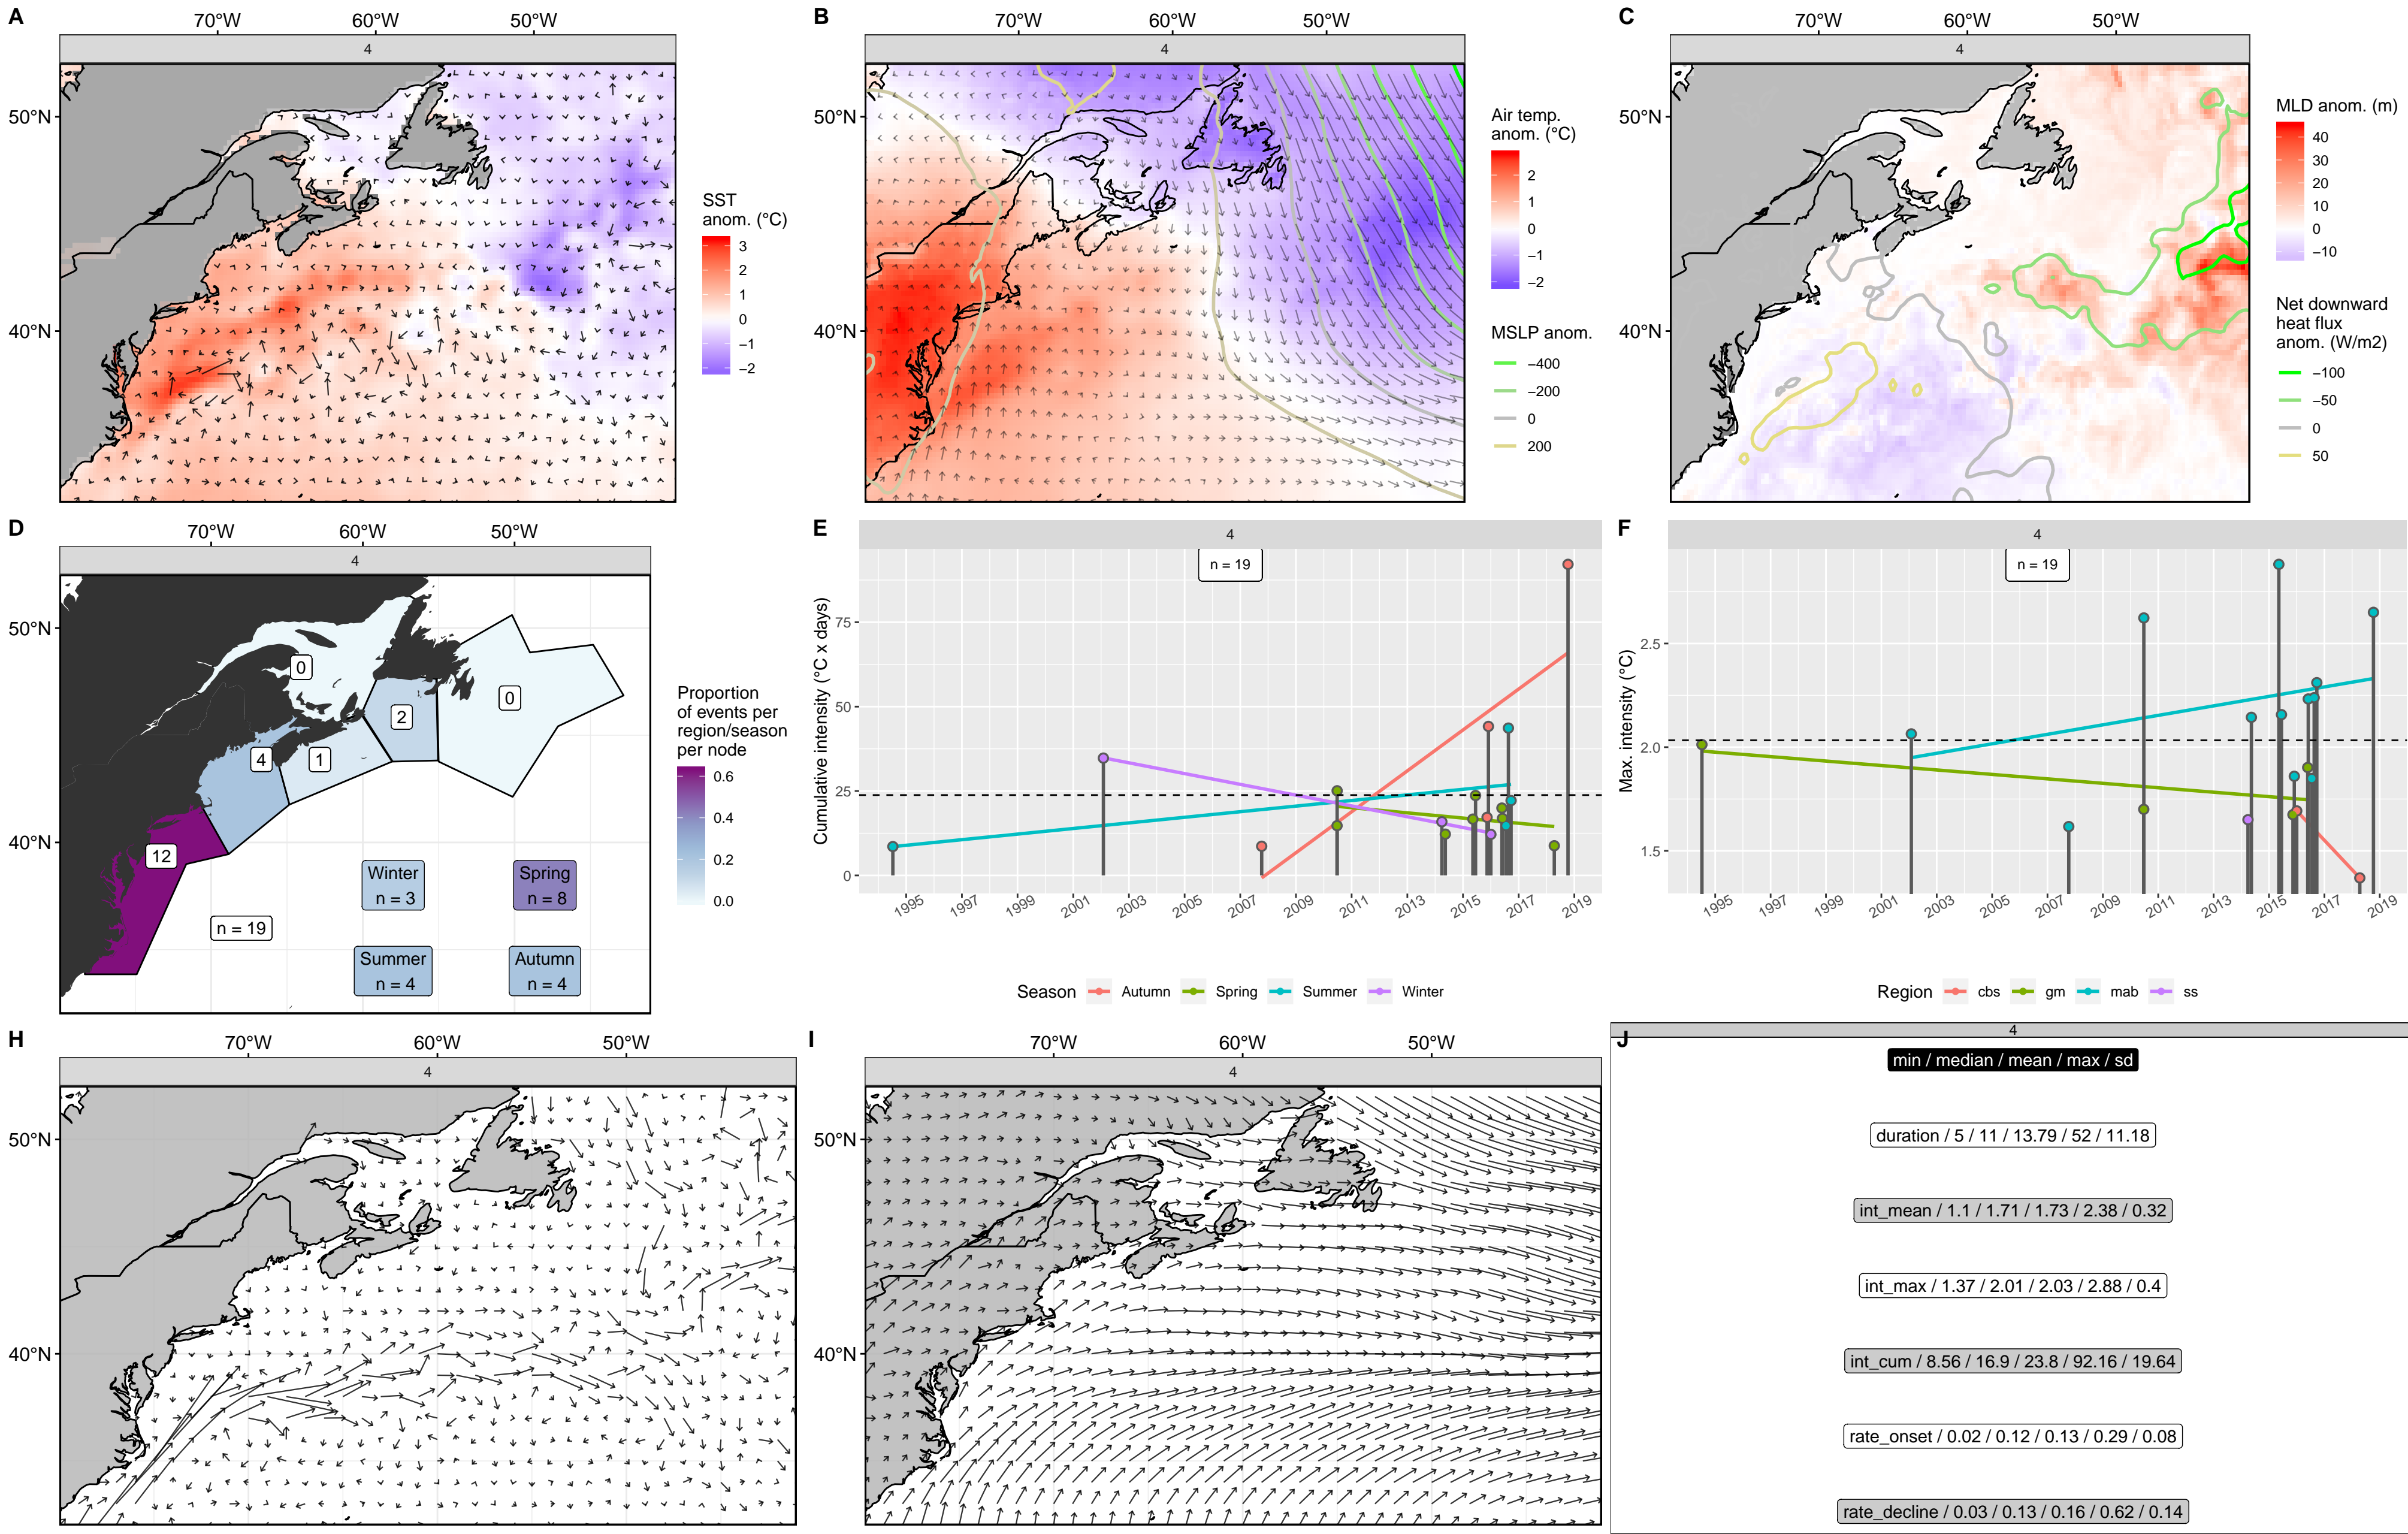 A
70°W 60°W 50°W
4
50°N
40°N
SST
anom. (°C)
3
2
1
0
−1
−2
B
70°W 60°W 50°W
4
50°N
40°N
Air temp.
anom. (°C)
2
1
0
−1
−2
MSLP anom.
−400
−200
0
200
C
70°W 60°W 50°W
4
50°N
40°N
MLD anom. (m)
40
30
20
10
0
−10
Net downward
heat flux
anom. (W/m2)
−100
−50
0
50
D
70°W 60°W 50°W
4
50°N
40°N
0
0
2
4
1
12
n = 19
Winter
n = 3
Spring
n = 8
Summer
n = 4
Autumn
n = 4
Proportion
of events per
region/season
per node
0.6
0.4
0.2
0.0
E
4
n = 19
Cumulative intensity (°C x days)
75
50
25
0
1995 1997 1999 2001 2003 2005 2007 2009 2011 2013 2015 2017 2019
Season Autumn Spring Summer Winter
F
4
n = 19
Max. intensity (°C)
2.5
2.0
1.5
1995 1997 1999 2001 2003 2005 2007 2009 2011 2013 2015 2017 2019
Region cbs gm mab ss
H
70°W 60°W 50°W
4
50°N
40°N
I
70°W 60°W 50°W
4
50°N
40°N
J
4
min / median / mean / max / sd
duration / 5 / 11 / 13.79 / 52 / 11.18
int_mean / 1.1 / 1.71 / 1.73 / 2.38 / 0.32
int_max / 1.37 / 2.01 / 2.03 / 2.88 / 0.4
int_cum / 8.56 / 16.9 / 23.8 / 92.16 / 19.64
rate_onset / 0.02 / 0.12 / 0.13 / 0.29 / 0.08
rate_decline / 0.03 / 0.13 / 0.16 / 0.62 / 0.14